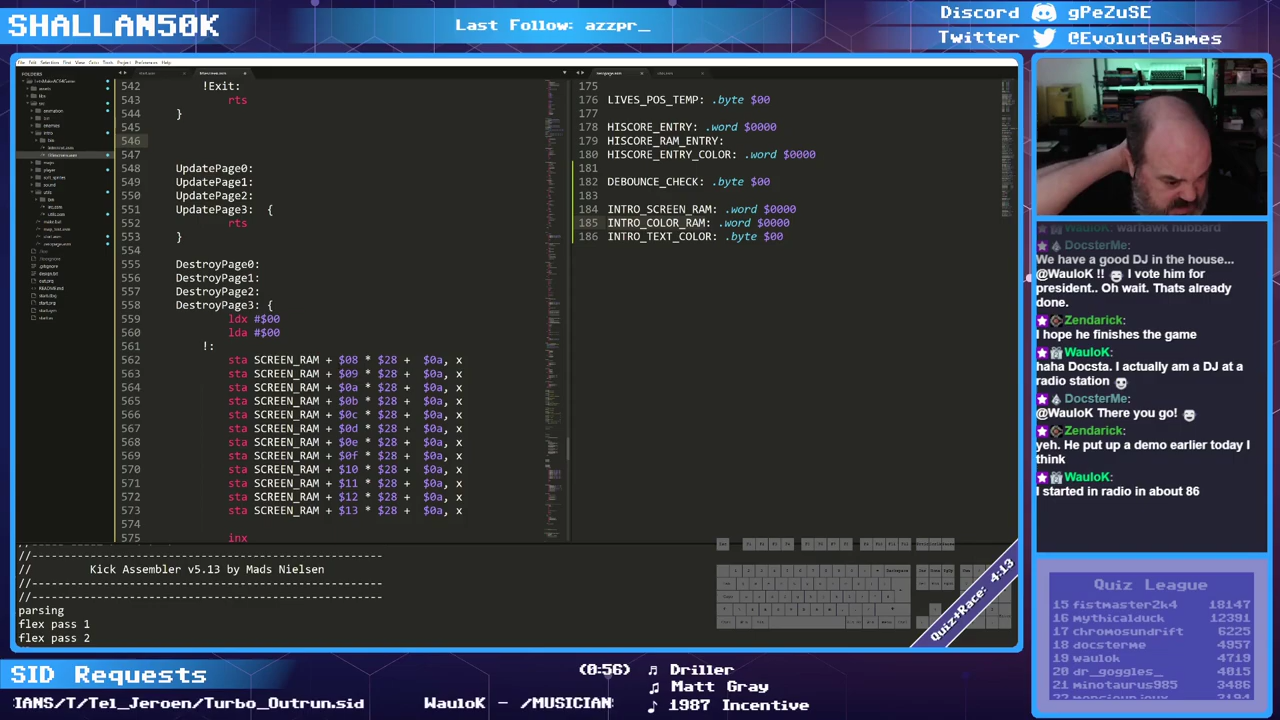 SHALLAN50K
Last Follow: azzpr_
Discord gPeZuSE
Twitter @EvoluteGames
FOLDERS
542 !Exit:
543 rts
544 }
545
546
547
548 UpdatePage0:
549 UpdatePage1:
550 UpdatePage2:
551 UpdatePage3: {
552 rts
553 }
554
555 DestroyPage0:
556 DestroyPage1:
557 DestroyPage2:
558 DestroyPage3: {
559 ldx #$00
560 lda #$00
561 !:
562 sta SCREEN_RAM + $08 * $28 + $0a, x
563 sta SCREEN_RAM + $09 * $28 + $0a, x
564 sta SCREEN_RAM + $0a * $28 + $0a, x
565 sta SCREEN_RAM + $0b * $28 + $0a, x
566 sta SCREEN_RAM + $0c * $28 + $0a, x
567 sta SCREEN_RAM + $0d * $28 + $0a, x
568 sta SCREEN_RAM + $0e * $28 + $0a, x
569 sta SCREEN_RAM + $0f * $28 + $0a, x
570 sta SCREEN_RAM + $10 * $28 + $0a, x
571 sta SCREEN_RAM + $11 * $28 + $0a, x
572 sta SCREEN_RAM + $12 * $28 + $0a, x
573 sta SCREEN_RAM + $13 * $28 + $0a, x
574
575 inx
175
176 LIVES_POS_TEMP: .byte $00
177
178 HISCORE_ENTRY: .word $0000
179 HISCORE_RAM_ENTRY:
180 HISCORE_ENTRY_COLOR: .word $0000
181
182 DEBOUNCE_CHECK: .byte $00
183
184 INTRO_SCREEN_RAM: .word $0000
185 INTRO_COLOR_RAM: .word $0000
186 INTRO_TEXT_COLOR: .byte $00
//------------------------------------------------------
// Kick Assembler v5.13 by Mads Nielsen
//------------------------------------------------------
parsing
flex pass 1
flex pass 2
WauloK: warhawk hubbard
DocsterMe:
We have a good DJ in the house...
@WauloK !! I vote him for
president.. Oh wait. Thats already
done.
Zendarick:
I hope he finishes the game
WauloK:
haha Docsta. I actually am a DJ at a
radio station
DocsterMe:
@WauloK There you go!
Zendarick:
yeh. He put up a demo earlier today I
think
WauloK:
I started in radio in about 86
Quiz+Race: 4:13
Quiz League
15 fistmaster2k4 18147
16 mythicalduck 12391
17 chromosundrift 6225
18 docsterme 4957
19 waulok 4719
20 dr_goggles_ 4015
21 minotaurus985 3486
SID Requests
IANS/T/Tel_Jeroen/Turbo_Outrun.sid WauloK - /MUSICIAN
(0:56) Driller
Matt Gray
1987 Incentive